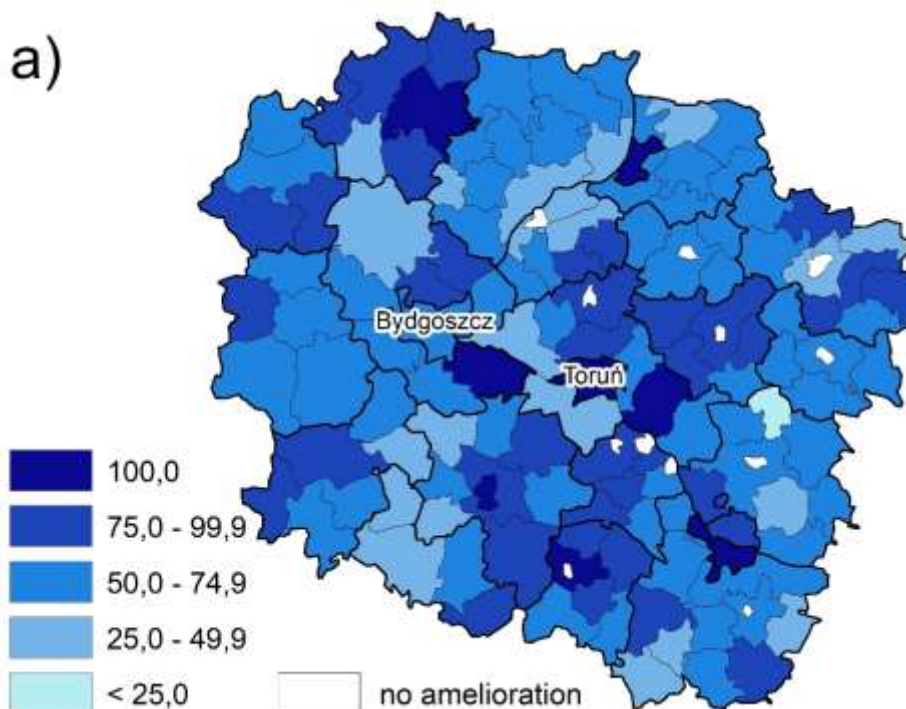 a)
Bydgoszcz
Toruń
100,0
75,0 - 99,9
50,0 - 74,9
25,0 - 49,9
< 25,0
no amelioration